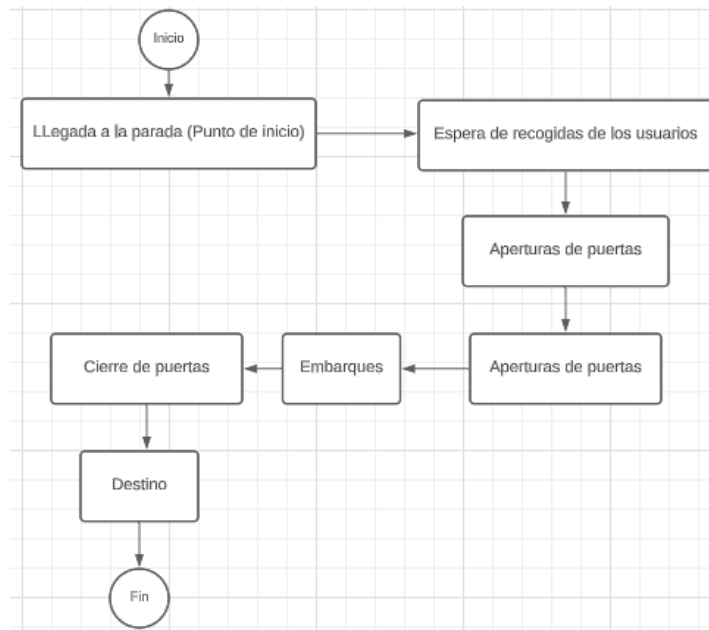 Inicio
LLegada a la parada (Punto de inicio)
Espera de recogidas de los usuarios
Aperturas de puertas
Aperturas de puertas
Embarques
Cierre de puertas
Destino
Fin